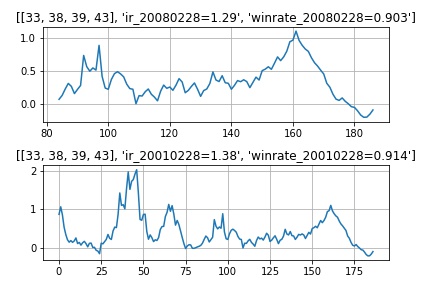 [[33, 38, 39, 43], 'ir_20080228=1.29', 'winrate_20080228=0.903']
1.0
0.5
0.0
80 100 120 140 160 180
[[33, 38, 39, 43], 'ir_20010228=1.38', 'winrate_20010228=0.914']
2
1
0
0 25 50 75 100 125 150 175